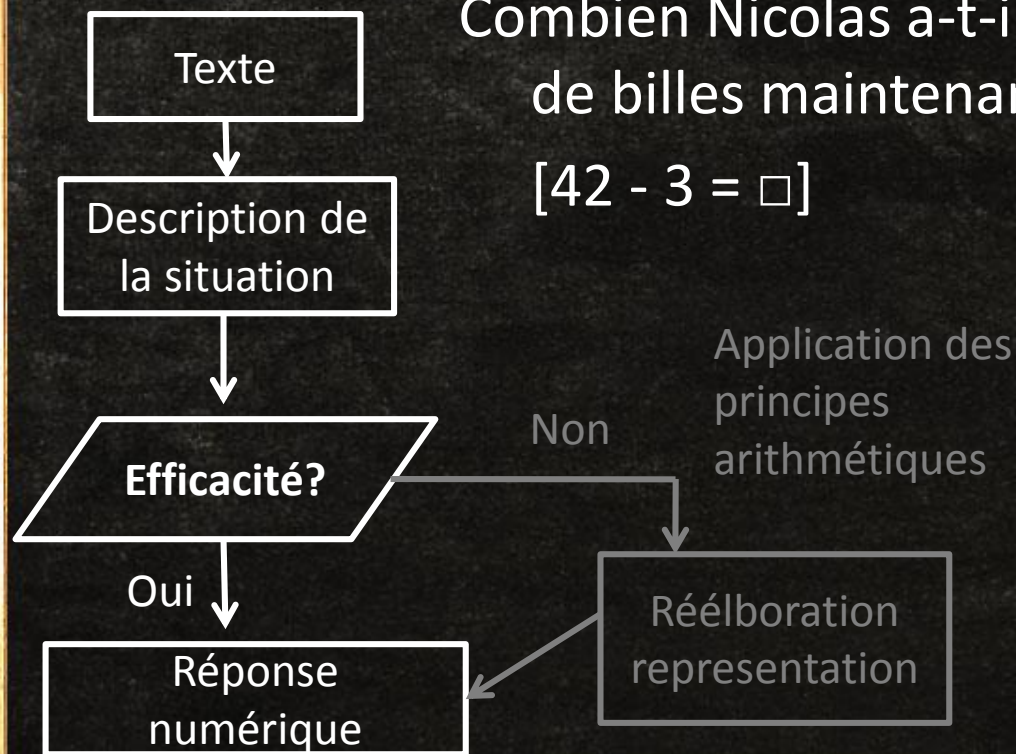 Texte
Combien Nicolas a-t-i
de billes maintenar
[42 - 3 = □]
Description de
la situation
Application des
principes
arithmétiques
Non
Efficacité?
Oui
Réélboration
representation
Réponse
numérique